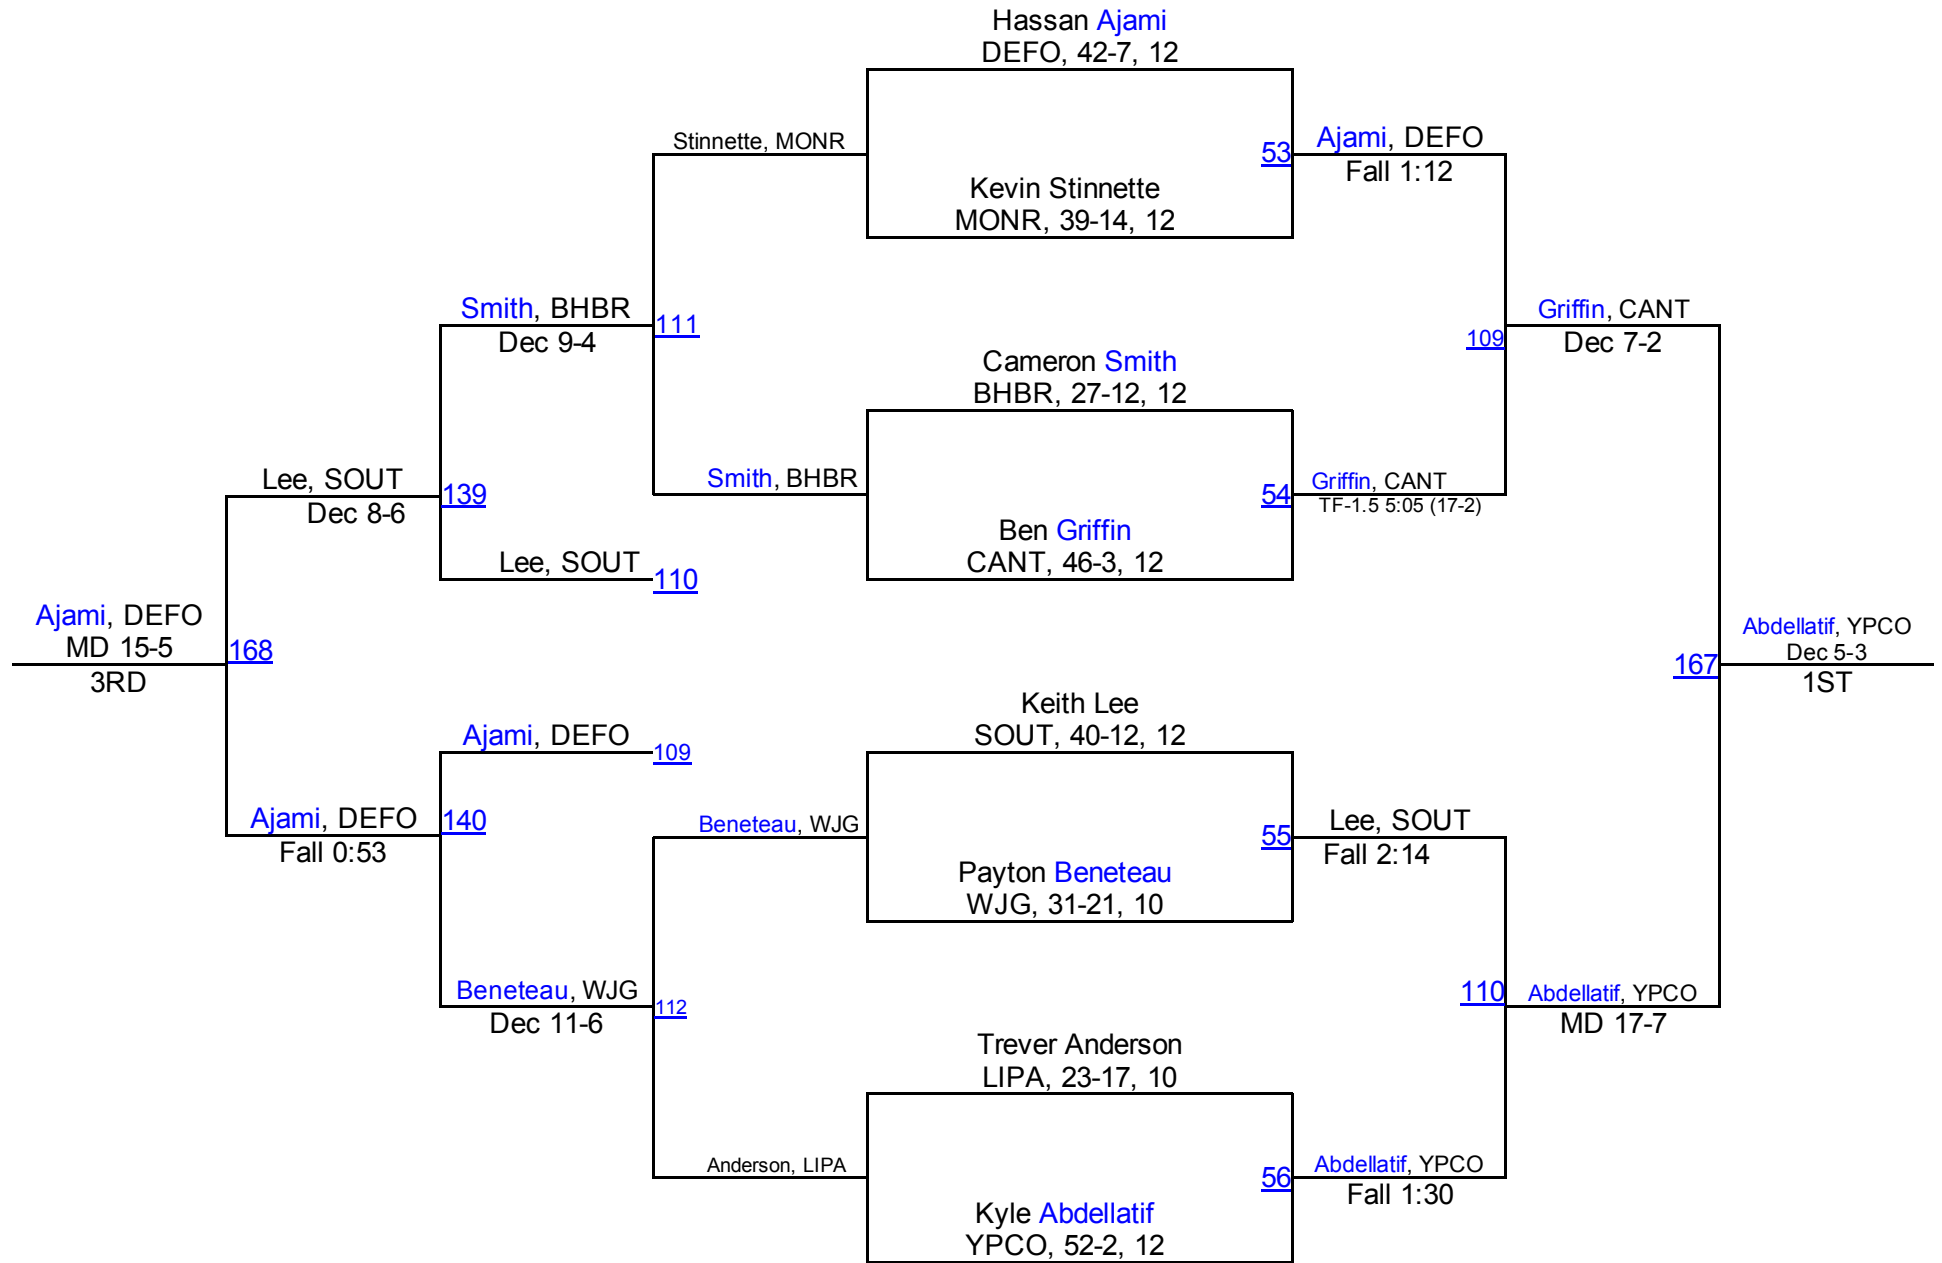 Hassan Ajami
DEFO, 42-7, 12
Stinnette, MONR
53
Ajami, DEFO
Fall 1:12
Kevin Stinnette
MONR, 39-14, 12
Smith, BHBR
Dec 9-4
111
109
Griffin, CANT
Dec 7-2
Cameron Smith
BHBR, 27-12, 12
Lee, SOUT
Dec 8-6
139
Smith, BHBR
54
Griffin, CANT
TF-1.5 5:05 (17-2)
Ben Griffin
CANT, 46-3, 12
Lee, SOUT
110
Ajami, DEFO
MD 15-5
3RD
168
167
Abdellatif, YPCO
Dec 5-3
1ST
Keith Lee
SOUT, 40-12, 12
Ajami, DEFO
109
Ajami, DEFO
Fall 0:53
140
Beneteau, WJG
55
Lee, SOUT
Fall 2:14
Payton Beneteau
WJG, 31-21, 10
Beneteau, WJG
Dec 11-6
112
110
Abdellatif, YPCO
MD 17-7
Trever Anderson
LIPA, 23-17, 10
Anderson, LIPA
56
Abdellatif, YPCO
Fall 1:30
Kyle Abdellatif
YPCO, 52-2, 12